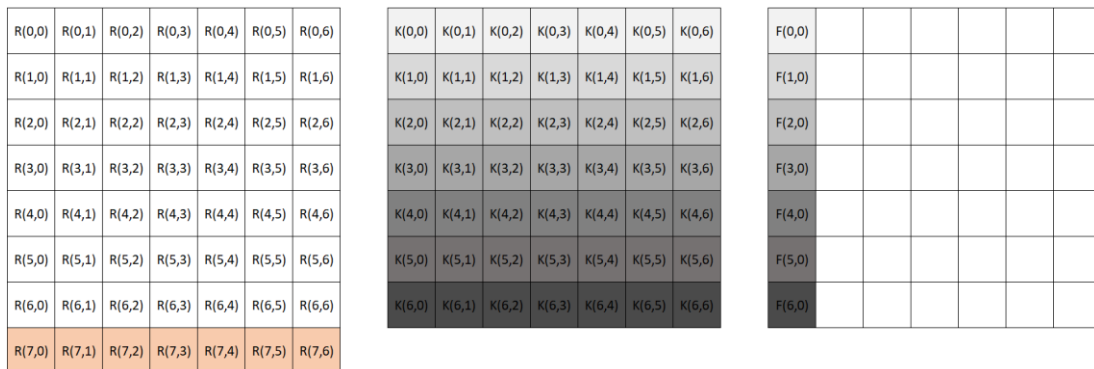 R(0,0) R(0,1) R(0,2) R(0,3) R(0,4) R(0,5) R(0,6) K(0,0) K(0,1) K(0,2) K(0,3) K(0,4) K(0,5) K(0,6) F(0,0)
R(1,0) R(1,1) R(1,2) R(1,3) R(1,4) R(1,5) R(1,6) K(1,0) K(1,1) K(1,2) K(1,3) K(1,4) K(1,5) K(1,6) F(1,0)
R(2,0) R(2,1) R(2,2) R(2,3) R(2,4) R(2,5) R(2,6) K(2,0) K(2,1) K(2,2) K(2,3) K(2,4) K(2,5) K(2,6) F(2,0)
R(3,0) R(3,1) R(3,2) R(3,3) R(3,4) R(3,5) R(3,6) K(3,0) K(3,1) K(3,2) K(3,3) K(3,4) K(3,5) K(3,6) F(3,0)
R(4,0) R(4,1) R(4,2) R(4,3) R(4,4) R(4,5) R(4,6) K(4,0) K(4,1) K(4,2) K(4,3) K(4,4) K(4,5) K(4,6) F(4,0)
R(5,0) R(5,1) R(5,2) R(5,3) R(5,4) R(5,5) R(5,6) K(5,0) K(5,1) K(5,2) K(5,3) K(5,4) K(5,5) K(5,6) F(5,0)
R(6,0) R(6,1) R(6,2) R(6,3) R(6,4) R(6,5) R(6,6) K(6,0) K(6,1) K(6,2) K(6,3) K(6,4) K(6,5) K(6,6) F(6,0)
R(7,0) R(7,1) R(7,2) R(7,3) R(7,4) R(7,5) R(7,6)